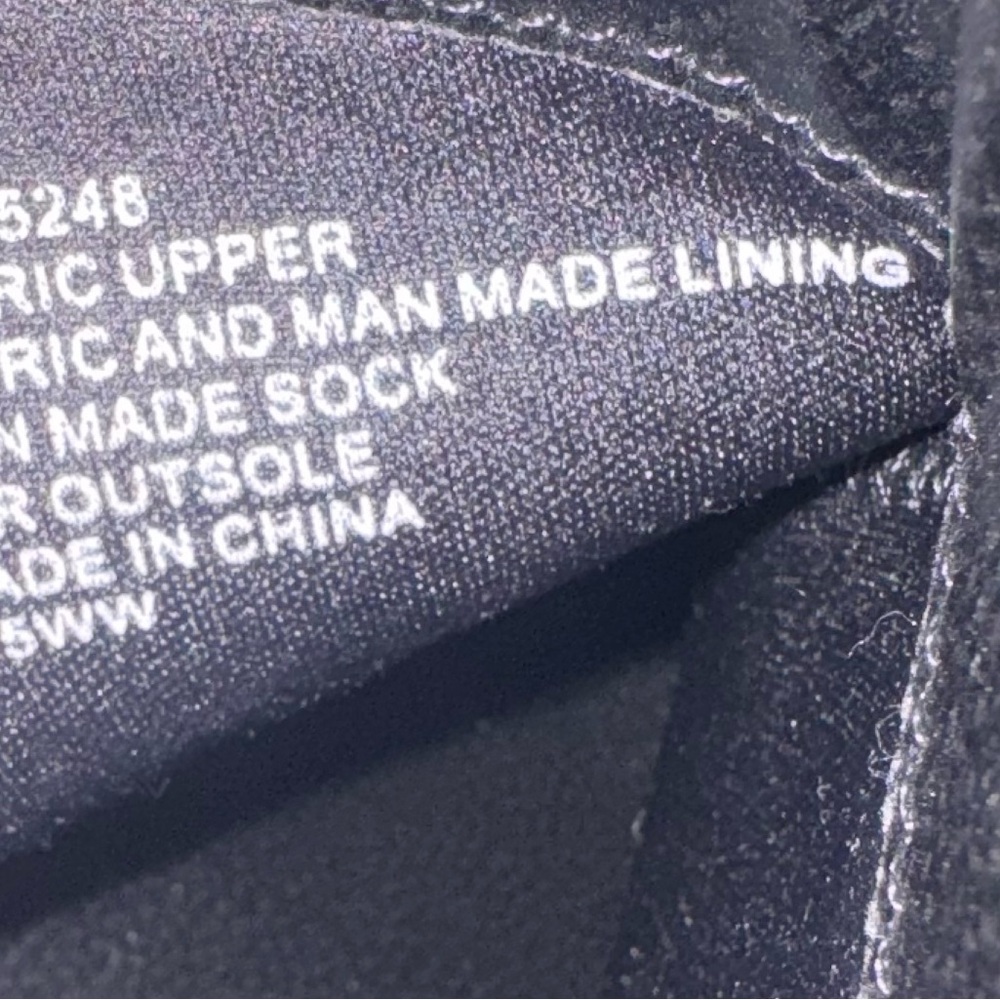 5248
RIC UPPER
RIC AND MAN MADE LINING
N MADE SOCK
R OUTSOLE
ADE IN CHINA
5WW